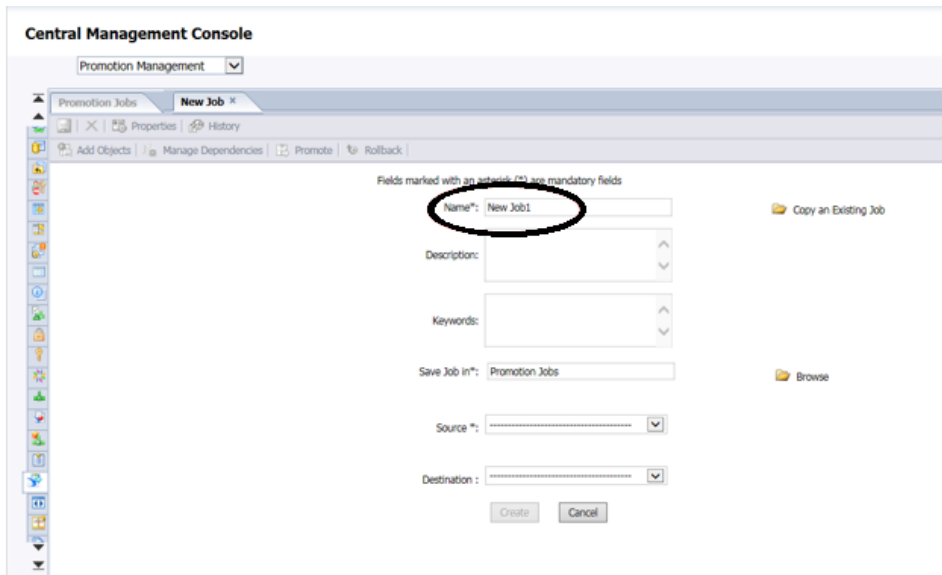 Central Management Console
Promotion Management
Promotion Jobs New Job ×
Properties History
Add Objects Manage Dependencies Promote Rollback
Fields marked with an asterisk (*) are mandatory fields
Name*: New Job1 Copy an Existing Job
Description:
Keywords:
Save Job in*: Promotion Jobs Browse
Source *: ----------------------------------------
Destination : ----------------------------------------
Create Cancel